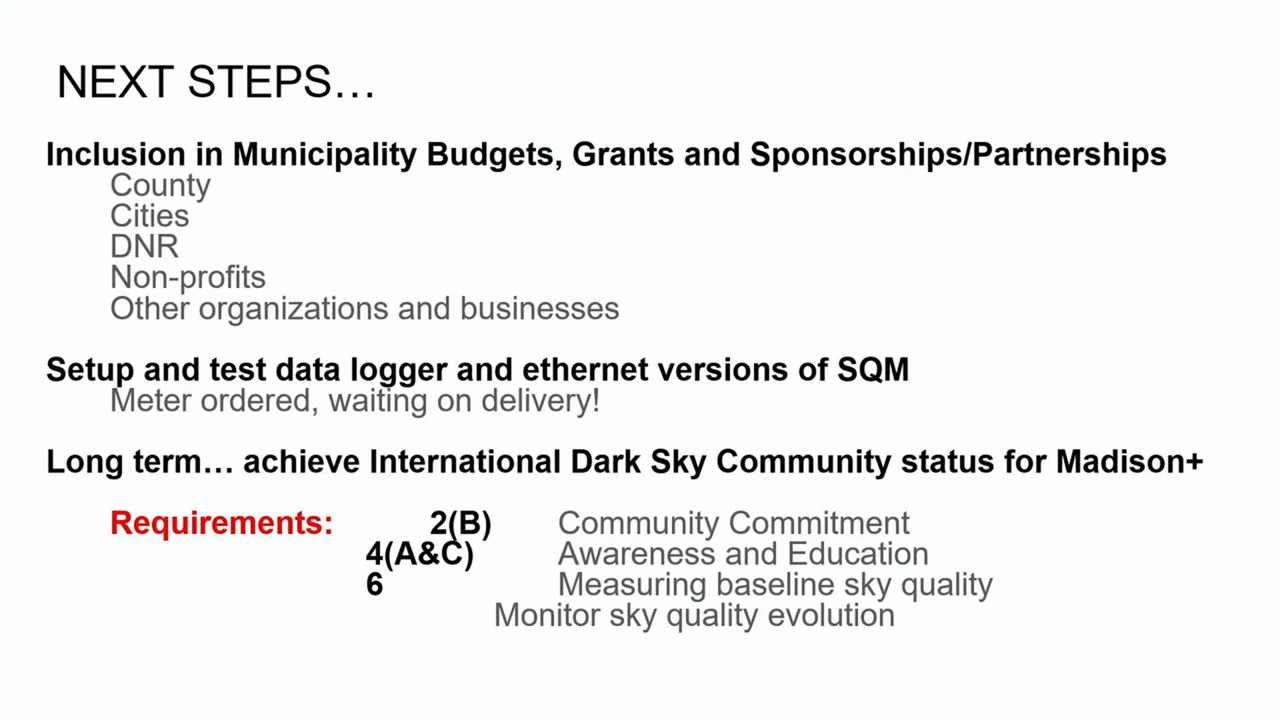 NEXT STEPS…
Inclusion in Municipality Budgets, Grants and Sponsorships/Partnerships
County
Cities
DNR
Non-profits
Other organizations and businesses
Setup and test data logger and ethernet versions of SQM
Meter ordered, waiting on delivery!
Long term… achieve International Dark Sky Community status for Madison+
Requirements: 2(B) Community Commitment
4(A&C) Awareness and Education
6 Measuring baseline sky quality
Monitor sky quality evolution